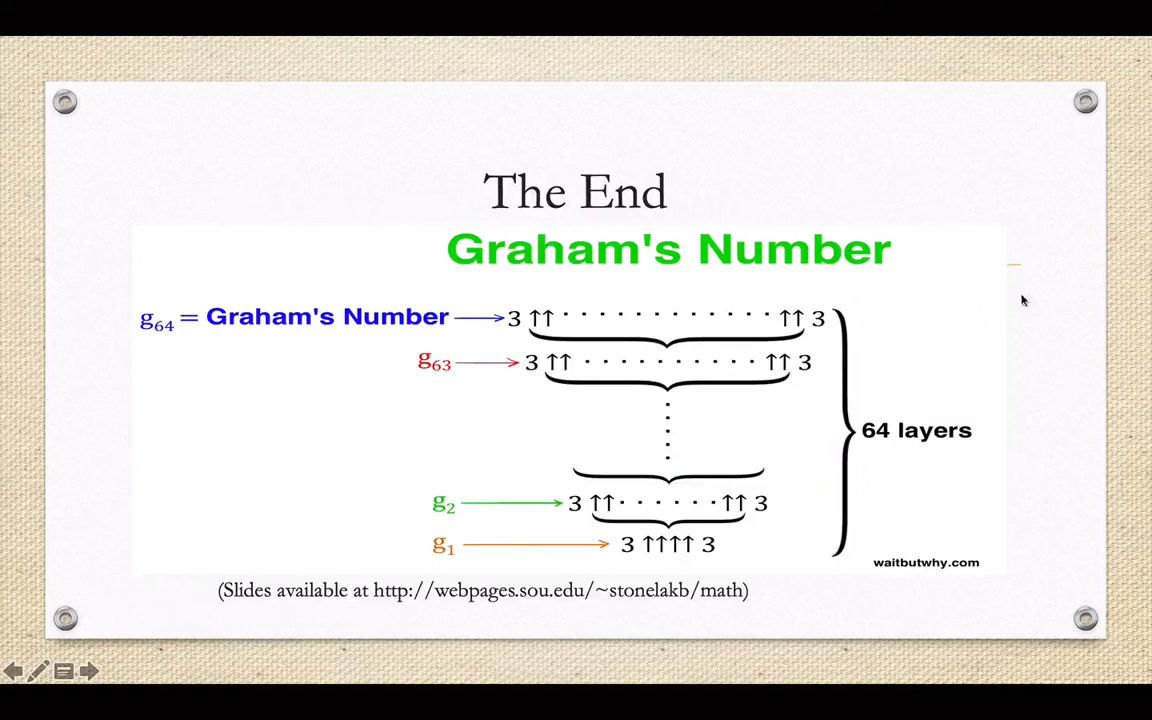 The End
Graham's Number
g₆₄ = Graham's Number → 3 ↑↑ · · · · · · · · · · · · ↑↑ 3
g₆₃ → 3 ↑↑ · · · · · · · · · · ↑↑ 3
64 layers
g₂ → 3 ↑↑ · · · · · · ↑↑ 3
g₁ → 3 ↑↑↑↑ 3
waitbutwhy.com
(Slides available at http://webpages.sou.edu/~stonelakb/math)